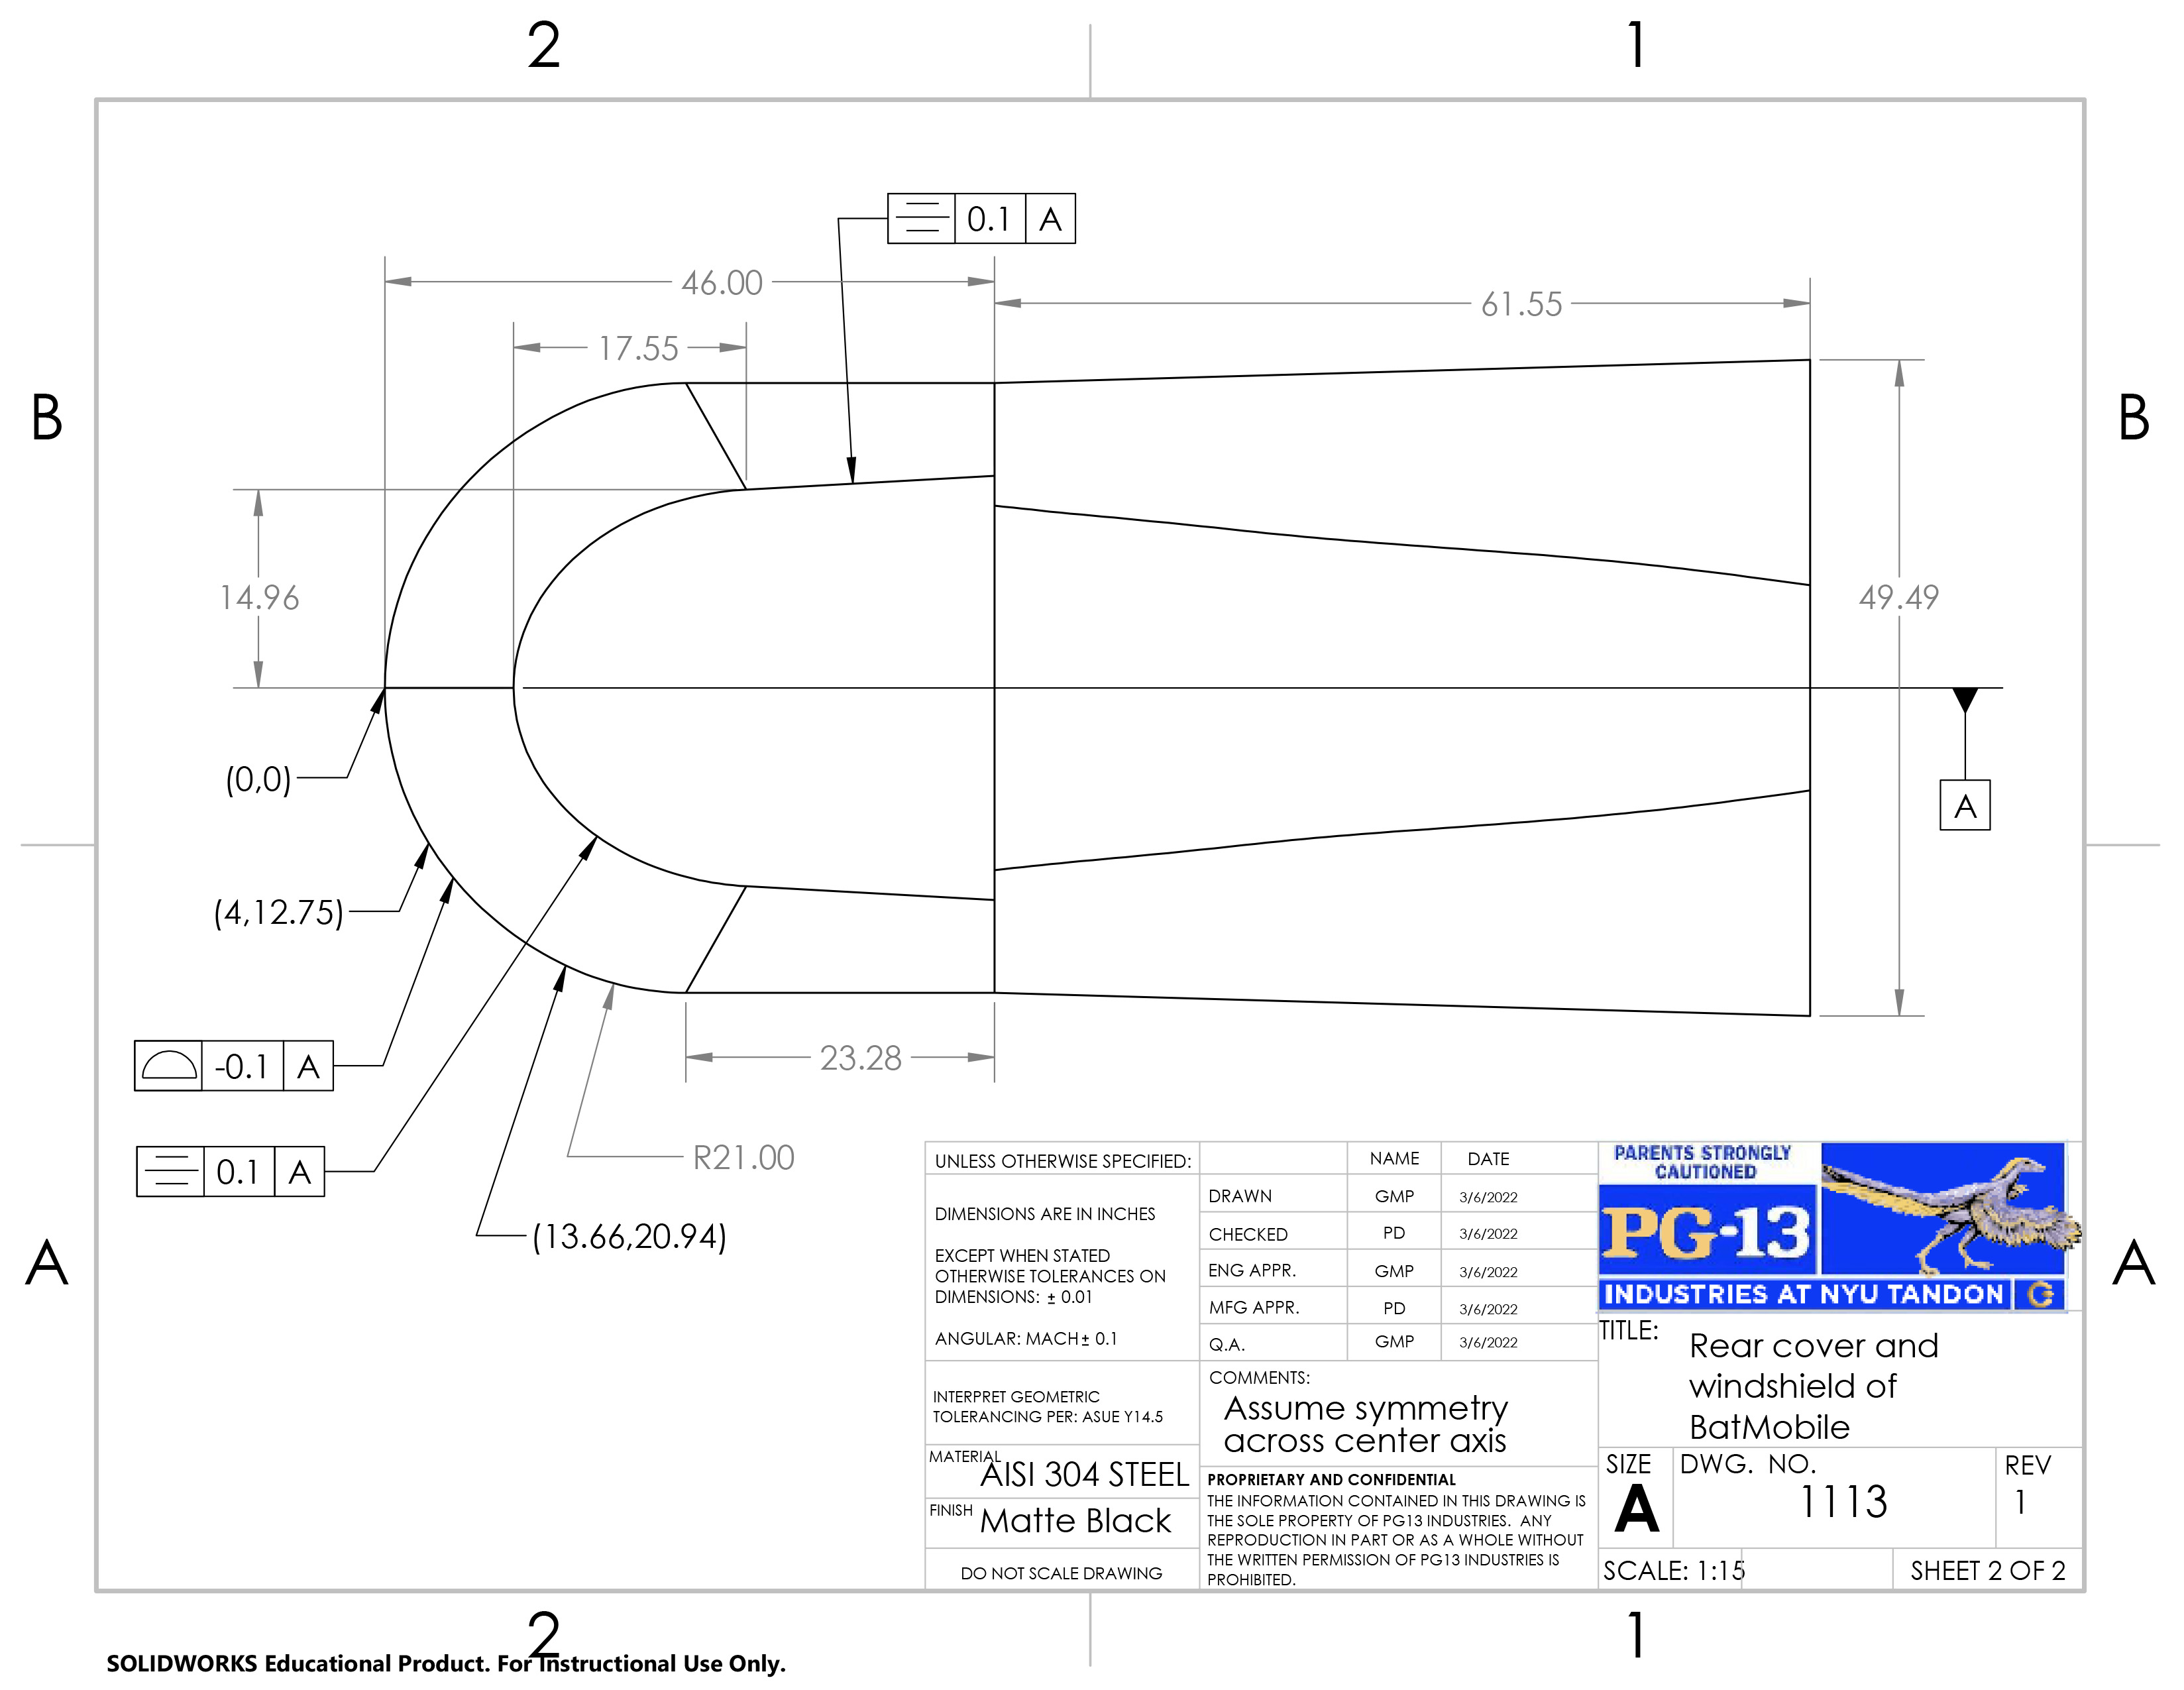 2
1
B
B
A
A
2
1
0.1 A
46.00
61.55
17.55
14.96
49.49
(0,0)
A
(4,12.75)
23.28
-0.1 A
0.1 A
R21.00
(13.66,20.94)
UNLESS OTHERWISE SPECIFIED:
DIMENSIONS ARE IN INCHES
EXCEPT WHEN STATED
OTHERWISE TOLERANCES ON
DIMENSIONS: ± 0.01
ANGULAR: MACH± 0.1
INTERPRET GEOMETRIC
TOLERANCING PER: ASUE Y14.5
MATERIAL
AISI 304 STEEL
FINISH
Matte Black
DO NOT SCALE DRAWING
NAME DATE
DRAWN GMP 3/6/2022
CHECKED PD 3/6/2022
ENG APPR. GMP 3/6/2022
MFG APPR. PD 3/6/2022
Q.A. GMP 3/6/2022
COMMENTS:
Assume symmetry
across center axis
PROPRIETARY AND CONFIDENTIAL
THE INFORMATION CONTAINED IN THIS DRAWING IS
THE SOLE PROPERTY OF PG13 INDUSTRIES. ANY
REPRODUCTION IN PART OR AS A WHOLE WITHOUT
THE WRITTEN PERMISSION OF PG13 INDUSTRIES IS
PROHIBITED.
PARENTS STRONGLY
CAUTIONED
PG-13
INDUSTRIES AT NYU TANDON
TITLE:
Rear cover and
windshield of
BatMobile
SIZE
A
DWG. NO.
1113
REV
1
SCALE: 1:15
SHEET 2 OF 2
SOLIDWORKS Educational Product. For Instructional Use Only.